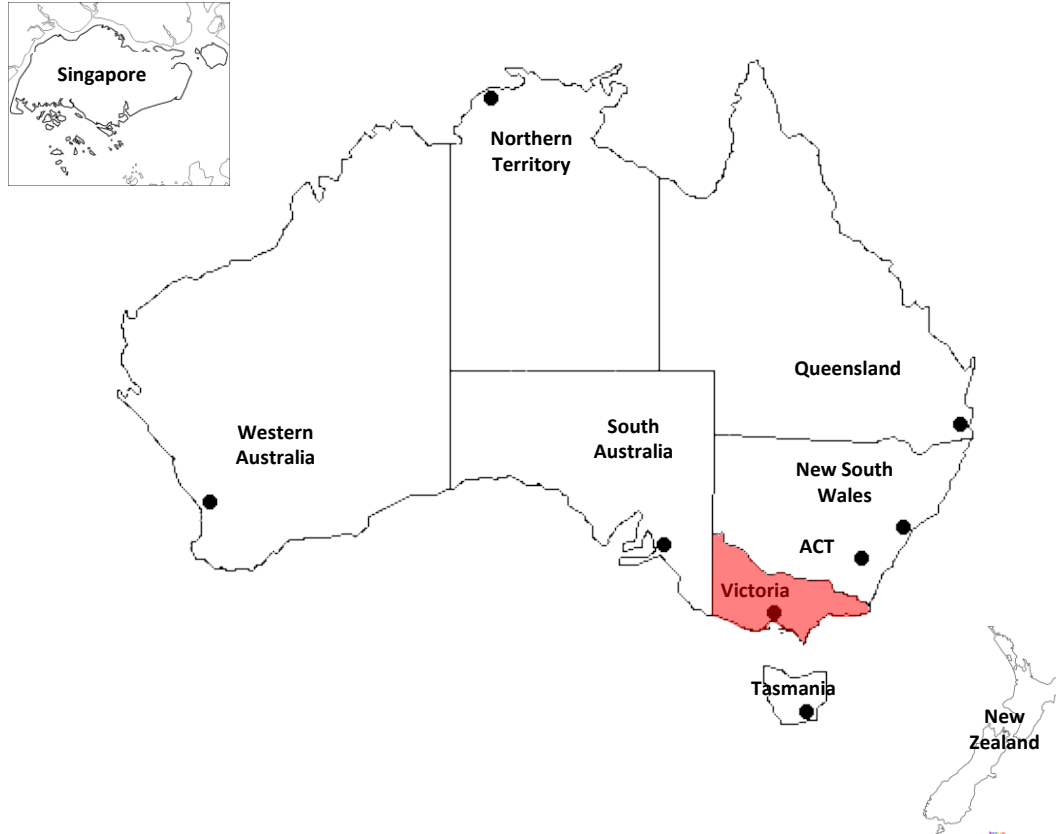 Singapore
Northern
Territory
Queensland
Western
Australia
South
Australia
New South
Wales
ACT
Victoria
Tasmania
New
Zealand